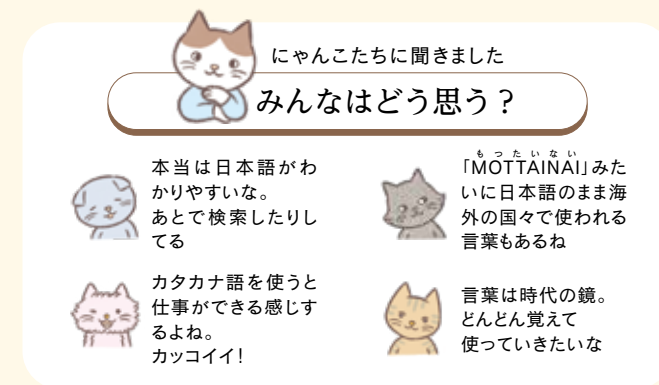 にゃんこたちに聞きました
みんなはどう思う？
本当は日本語がわ
かりやすいな。
あとで検索したりし
てる
もったいない
「MOTTAINAI」みた
いに日本語のまま海
外の国々で使われる
言葉もあるね
カタカナ語を使うと
仕事ができる感じす
るよね。
カッコイイ！
言葉は時代の鏡。
どんどん覚えて
使っていきたいな